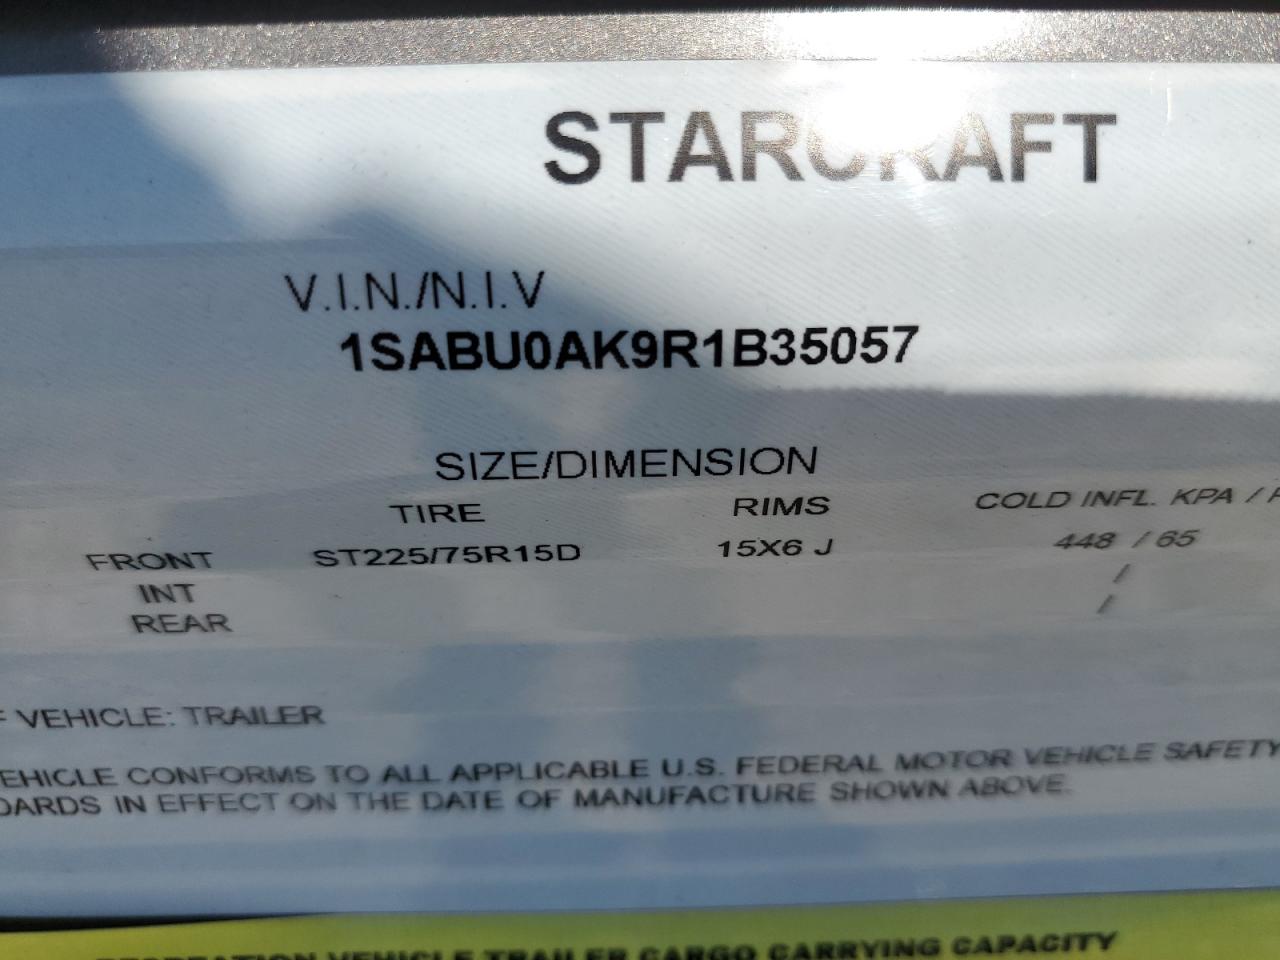 STARCRAFT
V.I.N./N.I.V
1SABU0AK9R1B35057
SIZE/DIMENSION
TIRE RIMS COLD INFL. KPA /
FRONT ST225/75R15D 15X6 J 448 / 65
INT /
REAR /
VEHICLE: TRAILER
CONFORMS TO ALL APPLICABLE U.S. FEDERAL MOTOR VEHICLE SAFETY
IN EFFECT ON THE DATE OF MANUFACTURE SHOWN ABOVE.
RECREATION VEHICLE TRAILER CARGO CARRYING CAPACITY